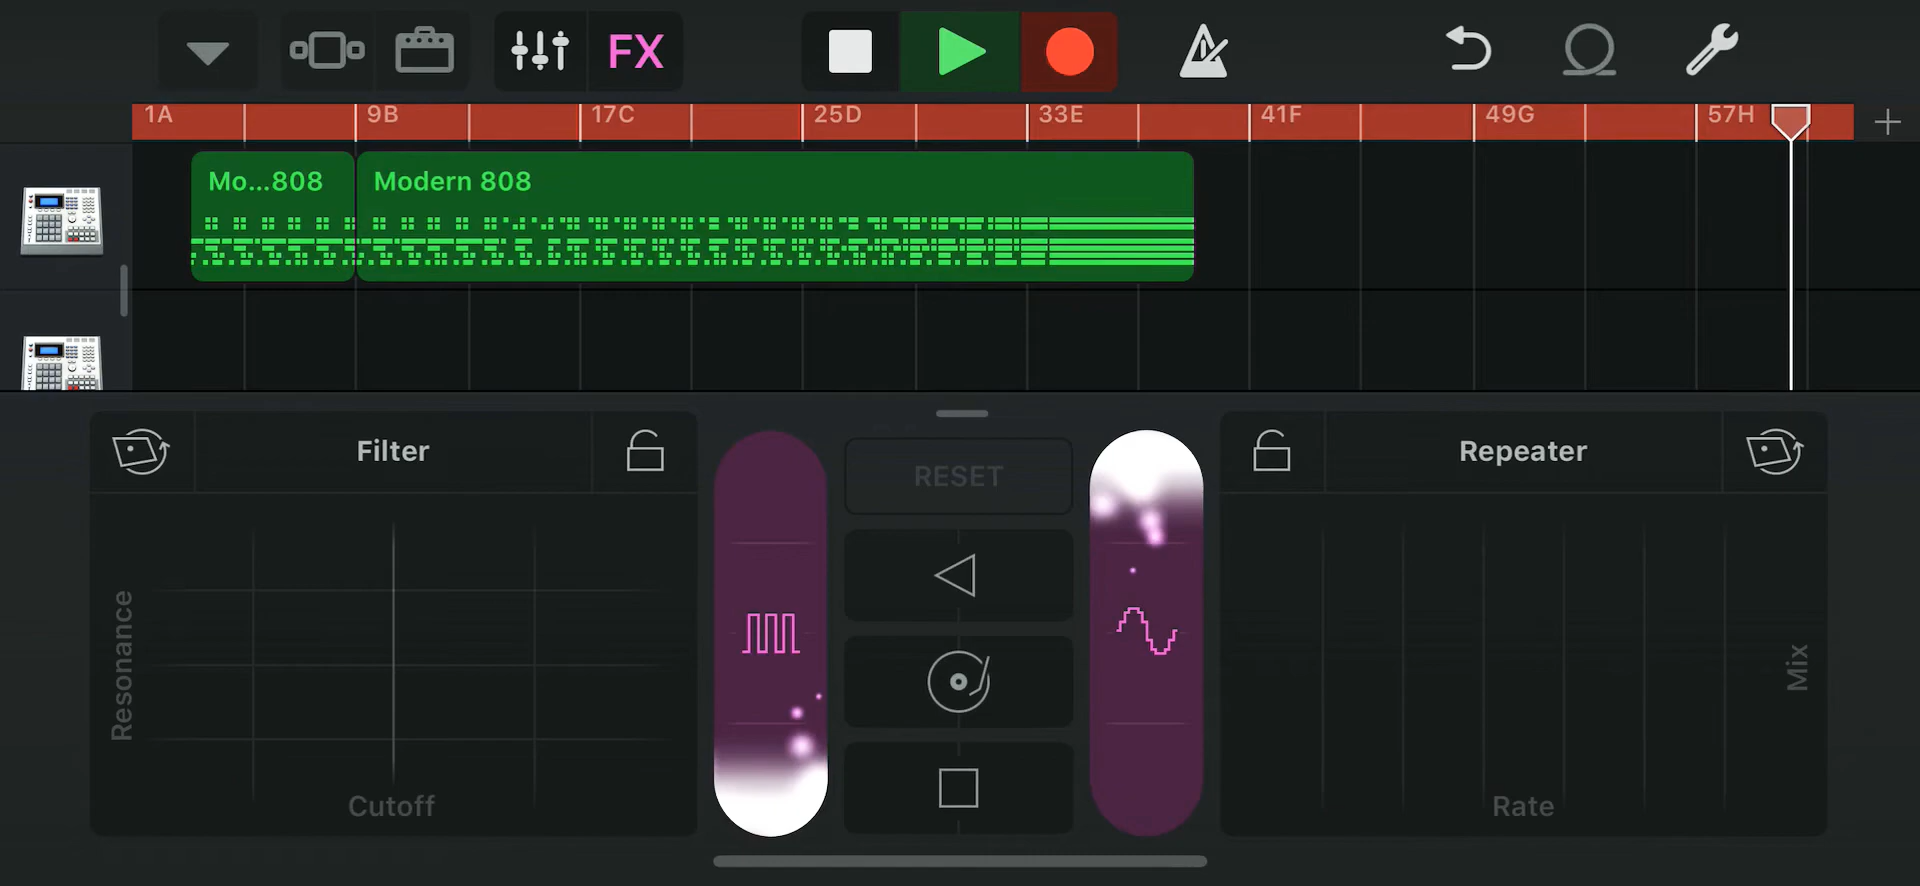 FX
1A 9B 17C 25D 33E 41F 49G 57H
Mo...808 Modern 808
Filter
RESET
Repeater
Resonance
Cutoff
Mix
Rate